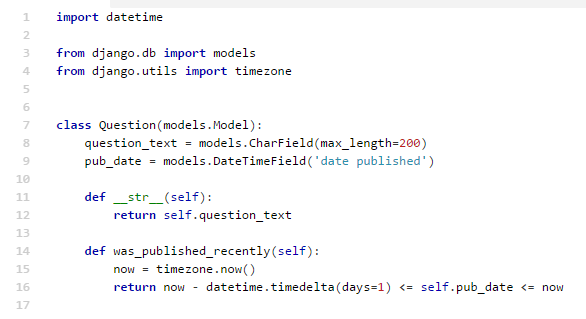 1 import datetime
2
3 from django.db import models
4 from django.utils import timezone
5
6
7 class Question(models.Model):
8     question_text = models.CharField(max_length=200)
9     pub_date = models.DateTimeField('date published')
10
11     def __str__(self):
12         return self.question_text
13
14     def was_published_recently(self):
15         now = timezone.now()
16         return now - datetime.timedelta(days=1) <= self.pub_date <= now
17